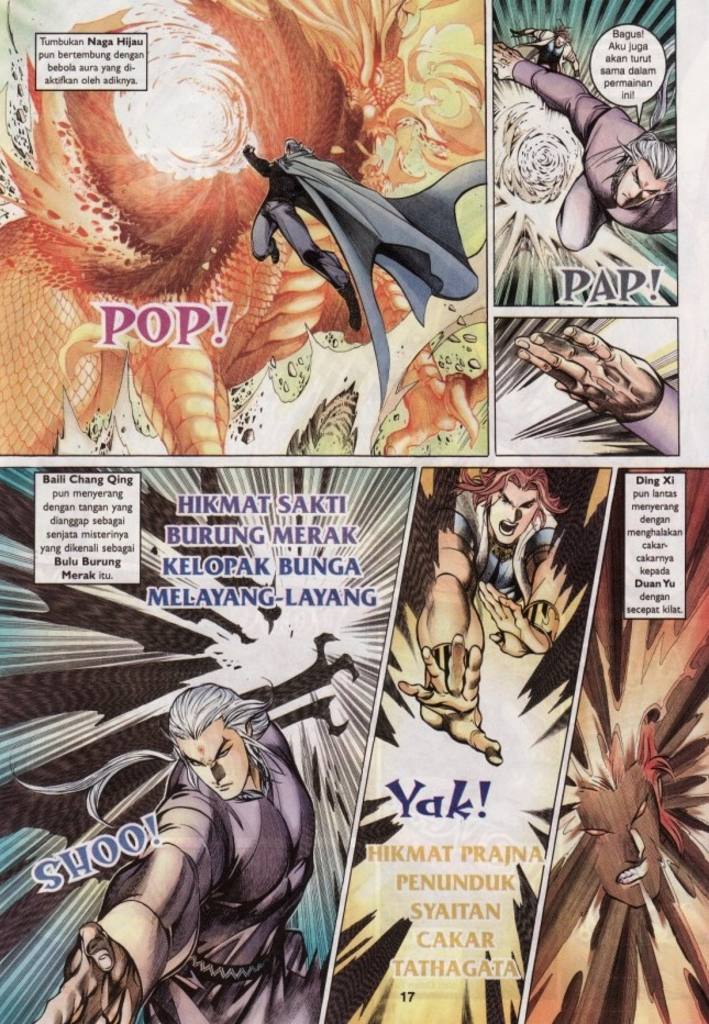 Tumbukan Naga Hijau
pun bertembung dengan
bebola aura yang di-
aktifkan oleh adiknya.
Bagus!
Aku juga
akan turut
sama dalam
permainan
ini!
POP!
PAP!
Baili Chang Qing
pun menyerang
dengan tangan yang
dianggap sebagai
senjata misterinya
yang dikenali sebagai
Bulu Burung
Merak itu.
HIKMAT SAKTI
BURUNG MERAK
KELOPAK BUNGA
MELAYANG-LAYANG
SHOO!
Yak!
HIKMAT PRAJNA
PENUNDUK
SYAITAN
CAKAR
TATHAGATA
Ding Xi
pun lantas
menyerang
dengan
menghalakan
cakar-
cakarnya
kepada
Duan Yu
dengan
secepat kilat.
17